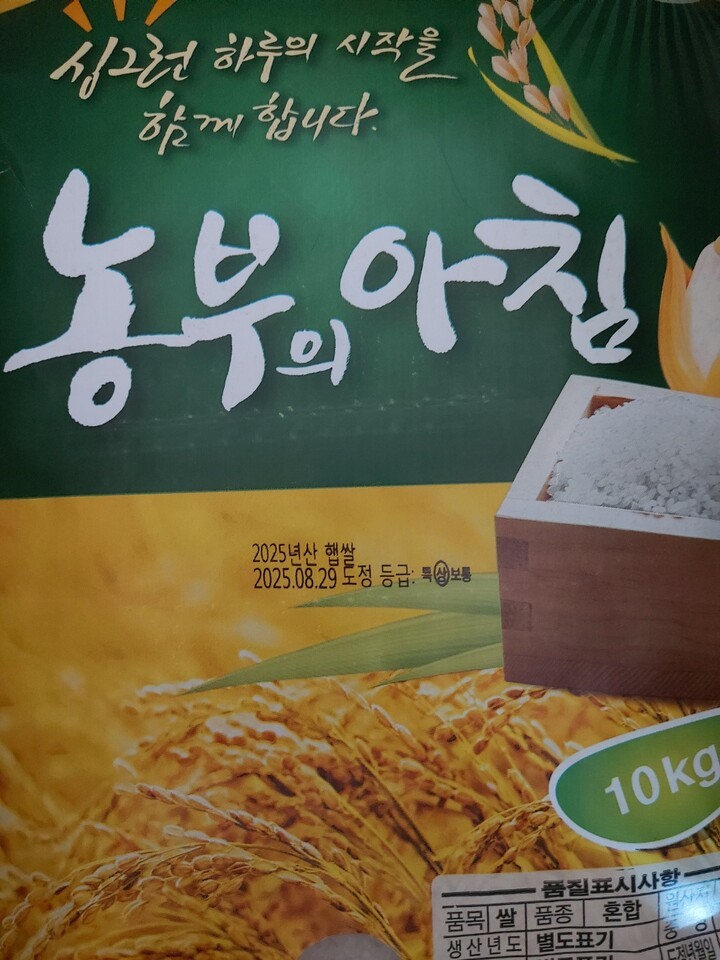 싱그런 하루의 시작을
함께 합니다.
농부의 아침
2025년산 햅쌀
2025.08.29 도정 등급: 특 상 보통
10kg
품질표시사항
품목 쌀 품종 혼합
생산년도 별도표기